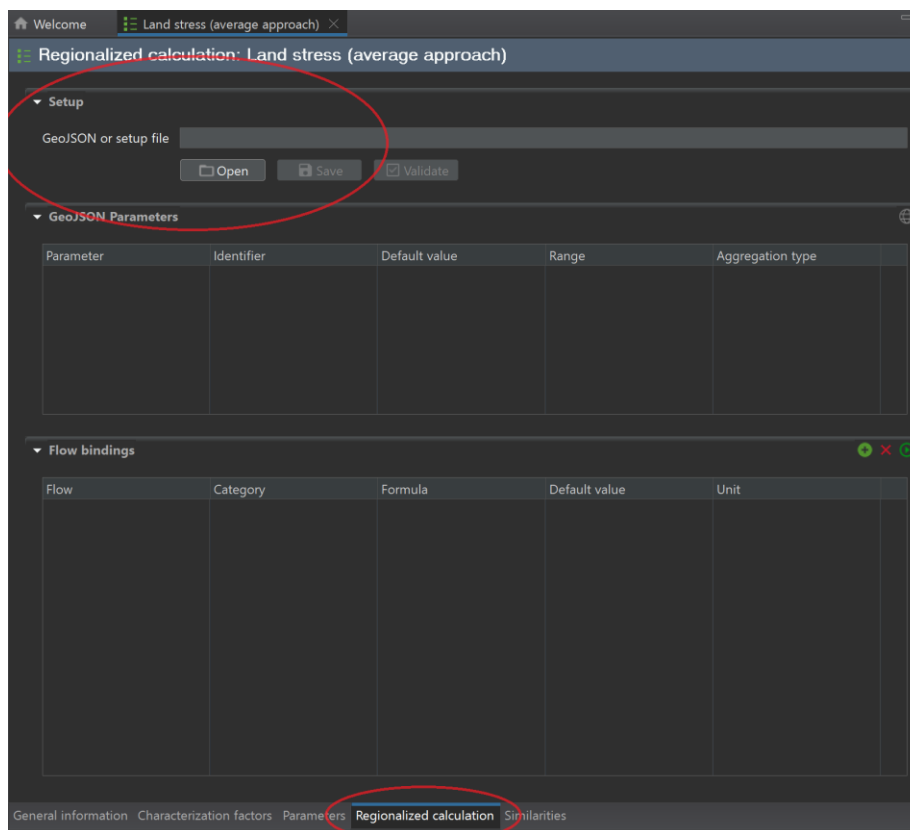 Welcome Land stress (average approach)
Regionalized calculation: Land stress (average approach)
Setup
GeoJSON or setup file
Open Save Validate
GeoJSON Parameters
Parameter Identifier Default value Range Aggregation type
Flow bindings
Flow Category Formula Default value Unit
General information Characterization factors Parameters Regionalized calculation Similarities